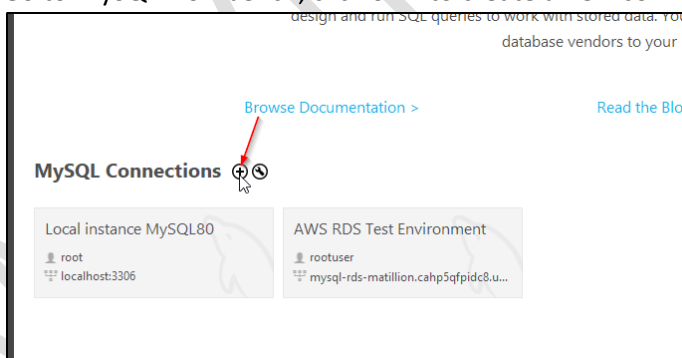 design and run SQL queries to work with stored data. You
database vendors to your
Browse Documentation >
Read the Blo
MySQL Connections
Local instance MySQL80
root
localhost:3306
AWS RDS Test Environment
rootuser
mysql-rds-matillion.cahp5qfpidc8.u...